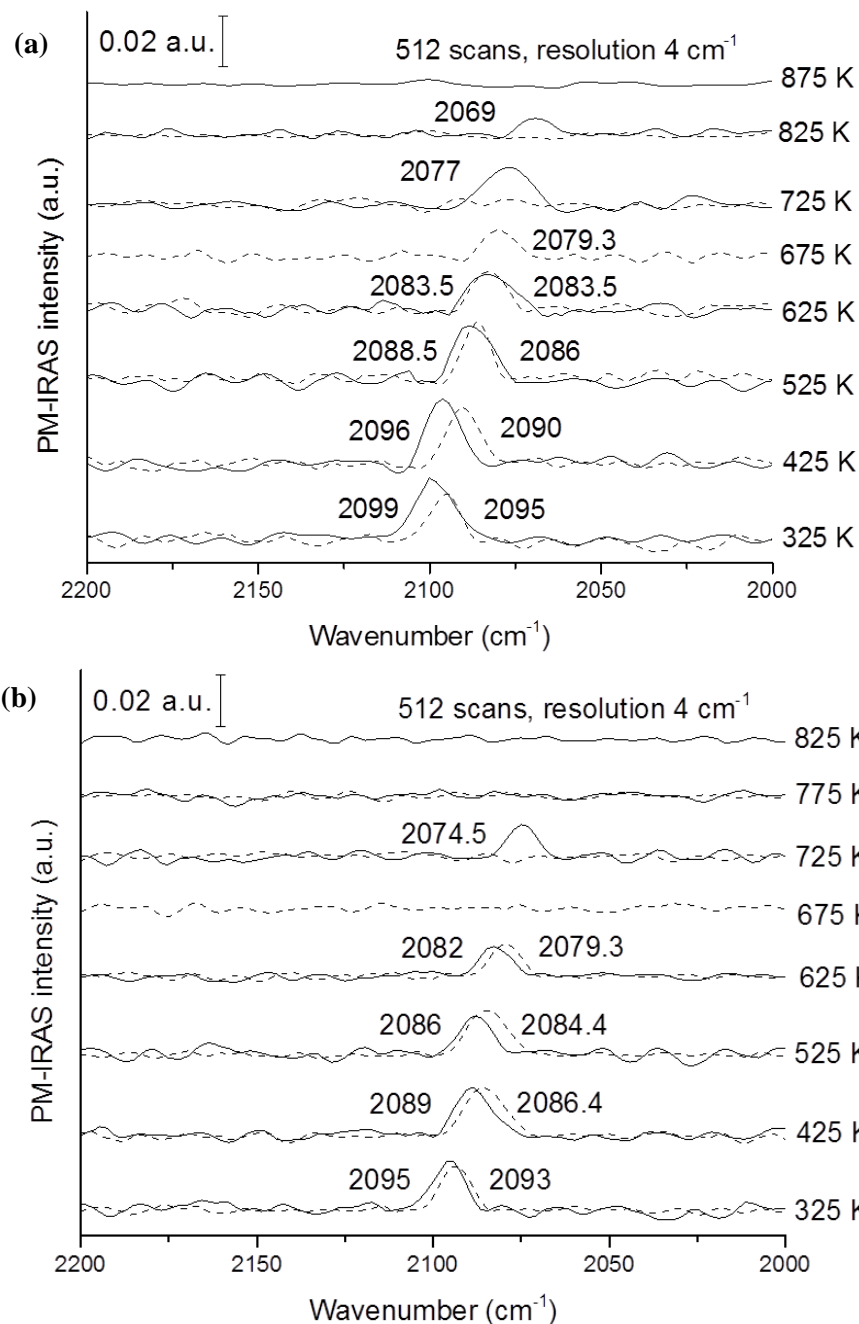 (a)
0.02 a.u.
512 scans, resolution 4 cm⁻¹
875 K
2069
825 K
2077
725 K
2079.3
675 K
2083.5 2083.5
625 K
2088.5 2086
525 K
2096 2090
425 K
2099 2095
325 K
PM-IRAS intensity (a.u.)
2200 2150 2100 2050 2000
Wavenumber (cm⁻¹)
(b)
0.02 a.u.
512 scans, resolution 4 cm⁻¹
825 K
775 K
2074.5
725 K
675 K
2082 2079.3
625
2086 2084.4
525 K
2089 2086.4
425 K
2095 2093
325 K
PM-IRAS intensity (a.u.)
2200 2150 2100 2050 2000
Wavenumber (cm⁻¹)